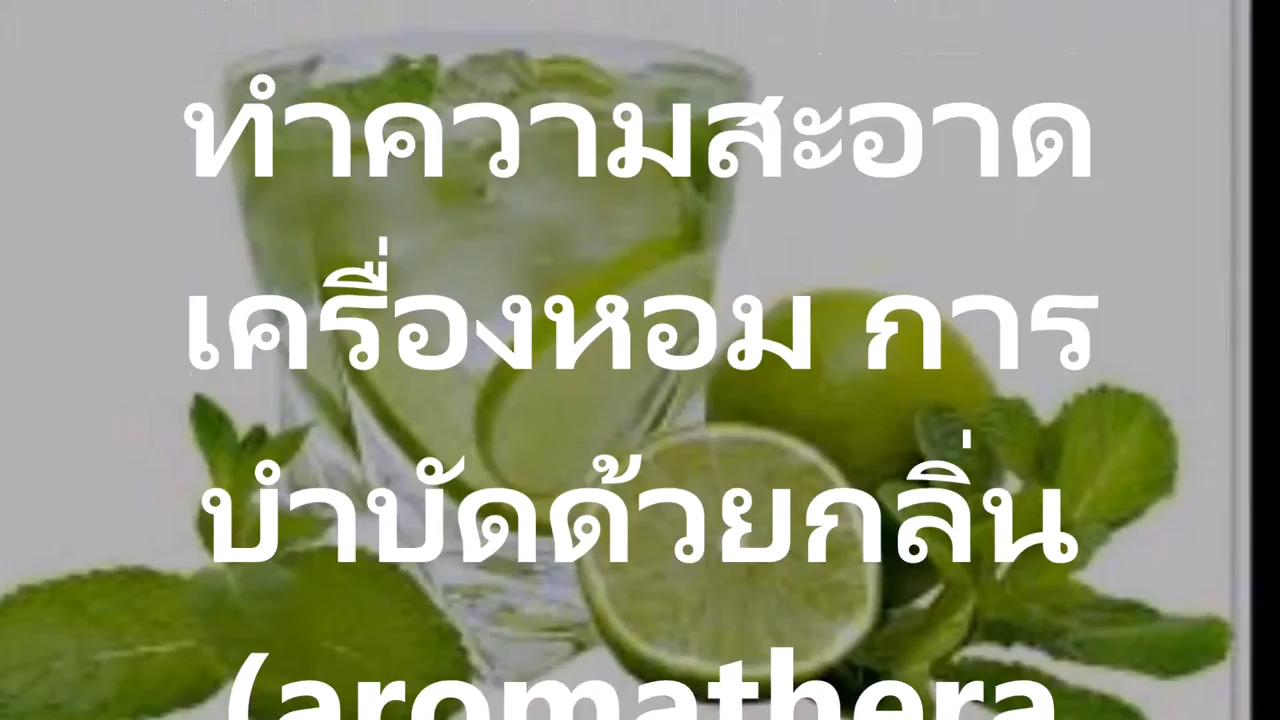 ทำความสะอาด
เครื่องหอม การ
บำบัดด้วยกลิ่น
(aromathera